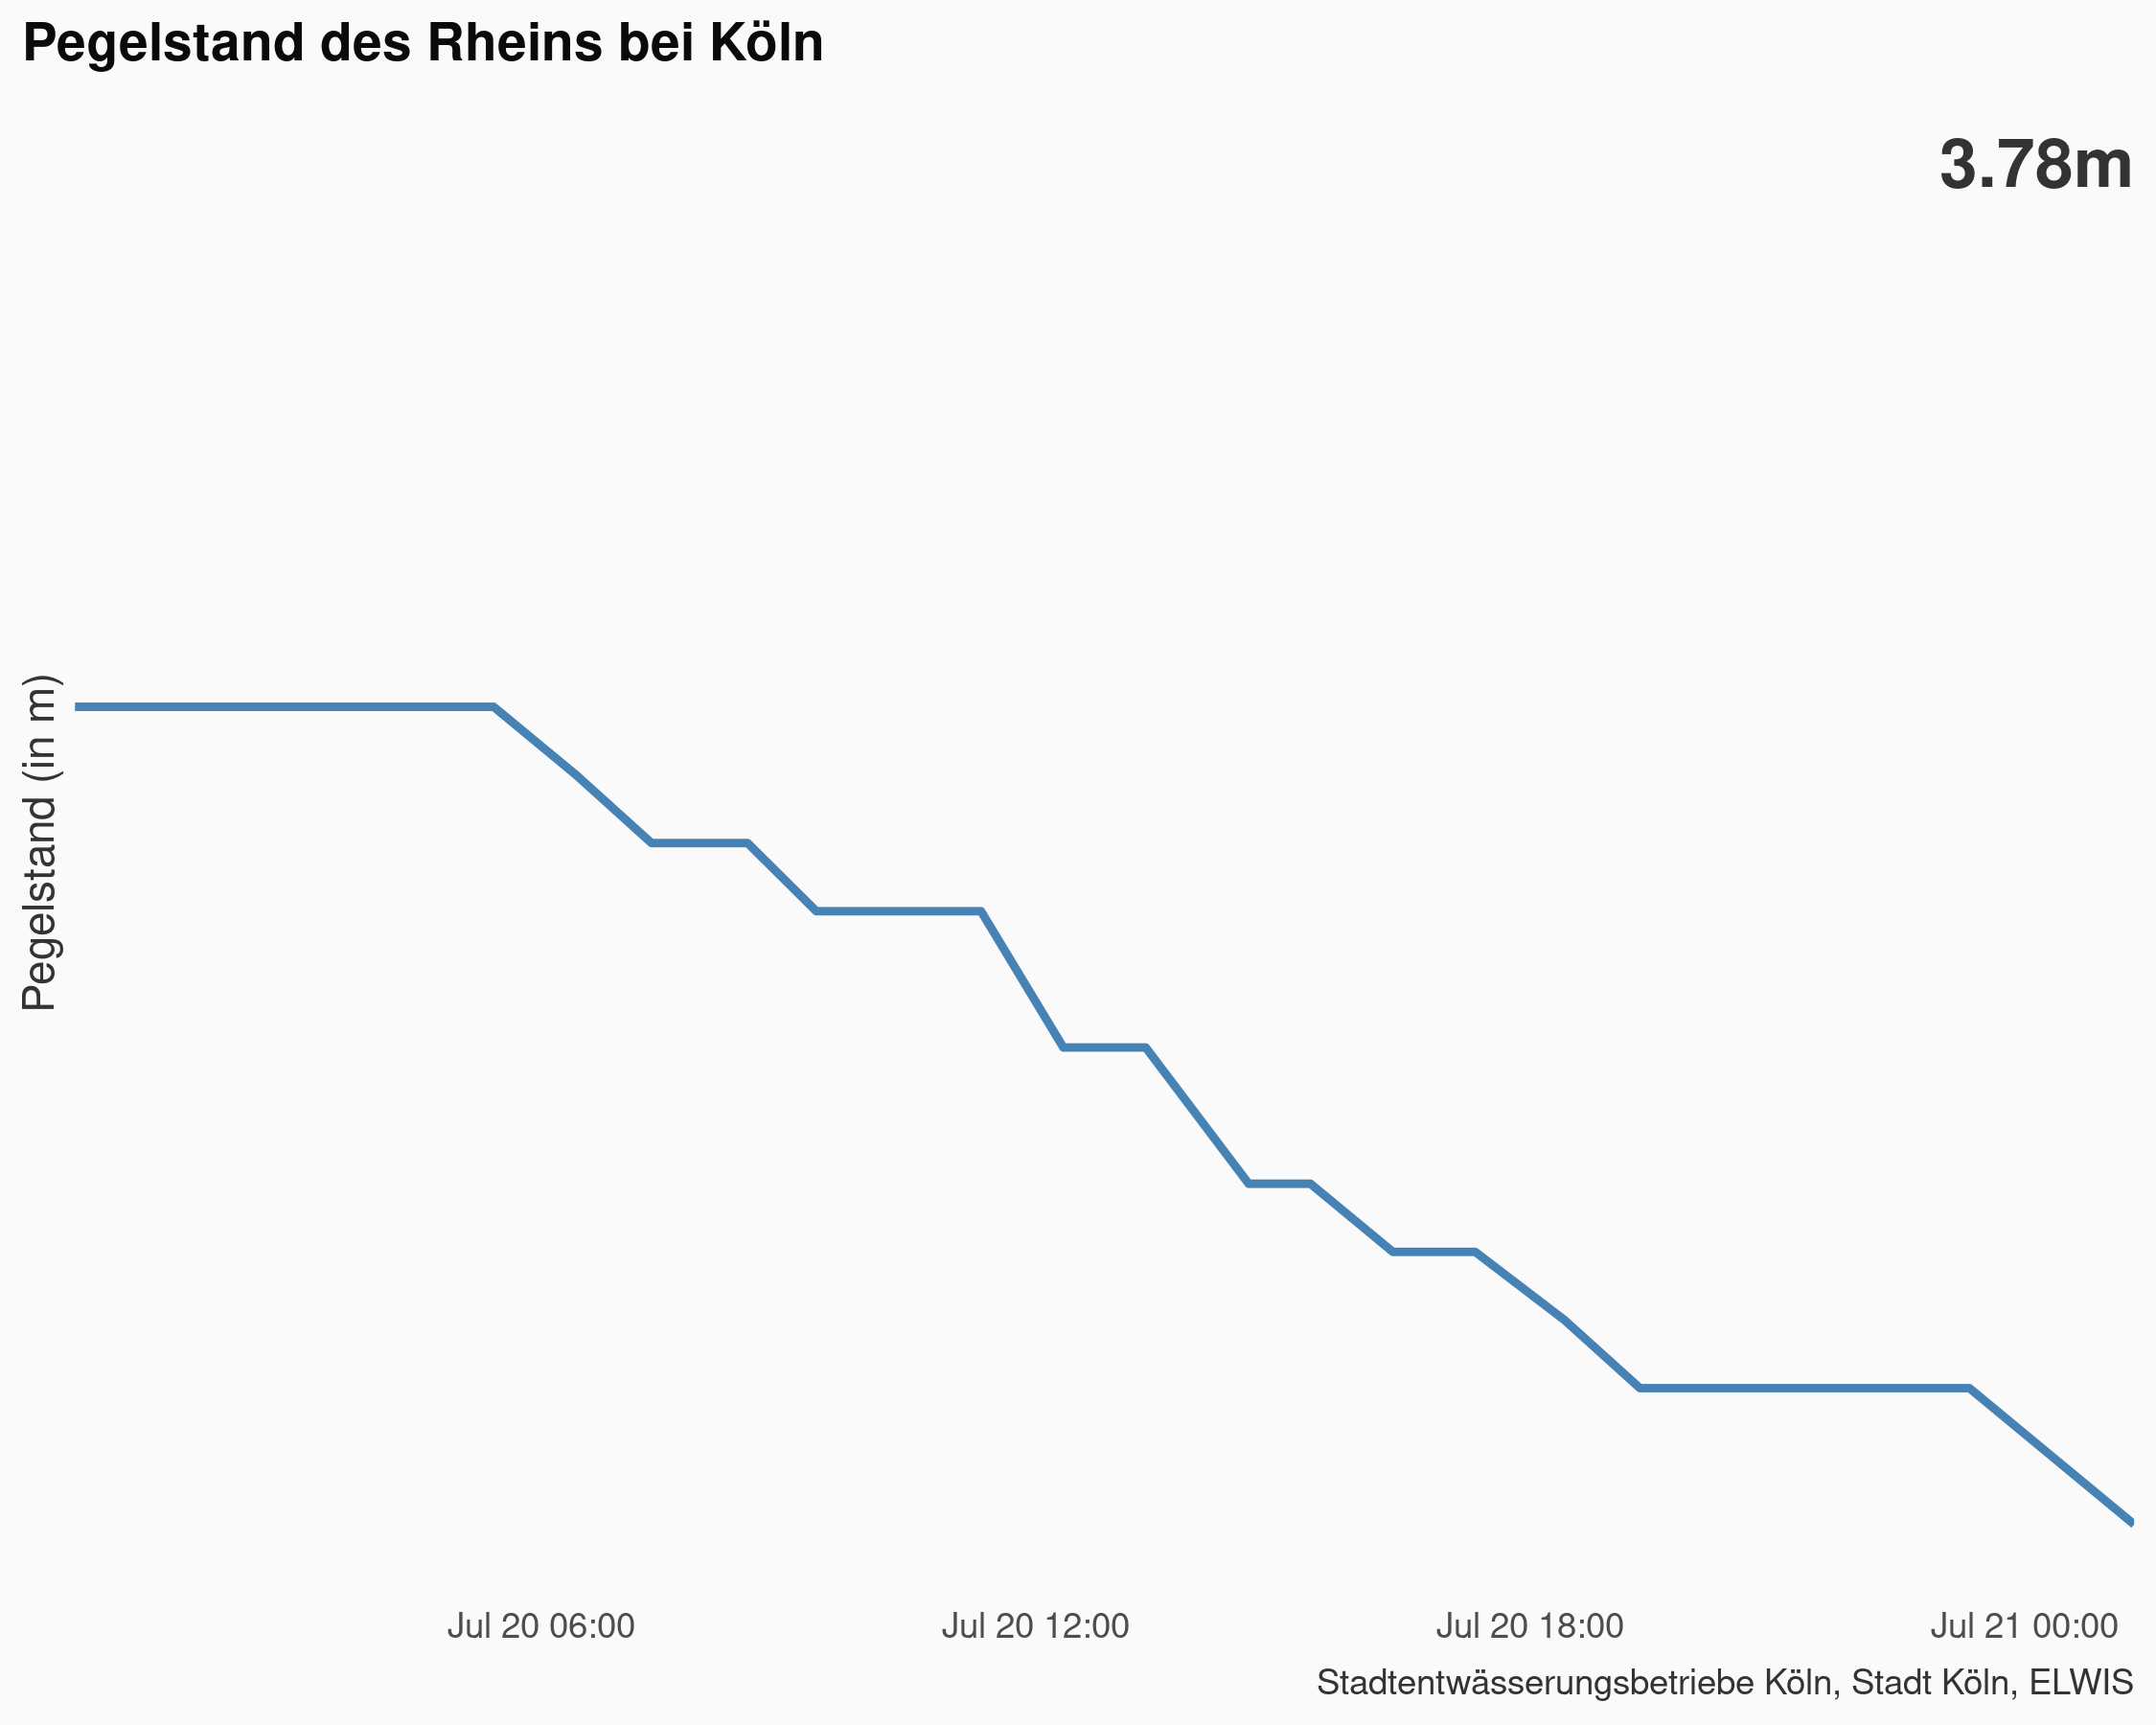 Pegelstand des Rheins bei Köln
3.78m
Pegelstand (in m)
Jul 20 06:00
Jul 20 12:00
Jul 20 18:00
Jul 21 00:00
Stadtentwässerungsbetriebe Köln, Stadt Köln, ELWIS